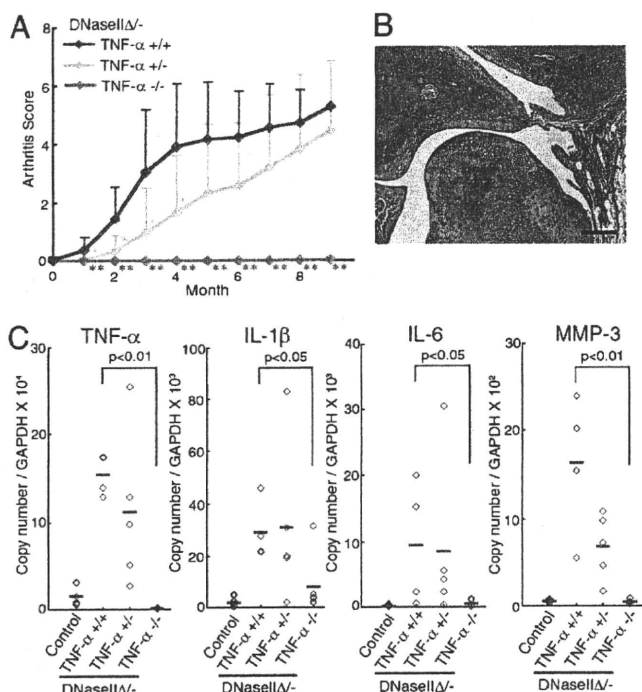 A
DNaseIIΔ/-
TNF-α +/+
TNF-α +/-
TNF-α -/-
Arthritis Score
8
6
4
2
0
** ** ** ** ** ** ** ** **
0 2 4 6 8
Month
B
C
TNF-α
p<0.01
Copy number / GAPDH X 10⁴
30
20
10
0
Control
TNF-α +/+
TNF-α +/-
TNF-α -/-
DNaseIIΔ/-
IL-1β
p<0.05
Copy number / GAPDH X 10³
100
80
60
40
20
0
Control
TNF-α +/+
TNF-α +/-
TNF-α -/-
DNaseIIΔ/-
IL-6
p<0.05
Copy number / GAPDH X 10³
40
30
20
10
0
Control
TNF-α +/+
TNF-α +/-
TNF-α -/-
DNaseIIΔ/-
MMP-3
p<0.01
Copy number / GAPDH X 10²
30
20
10
0
Control
TNF-α +/+
TNF-α +/-
TNF-α -/-
DNaseIIΔ/-